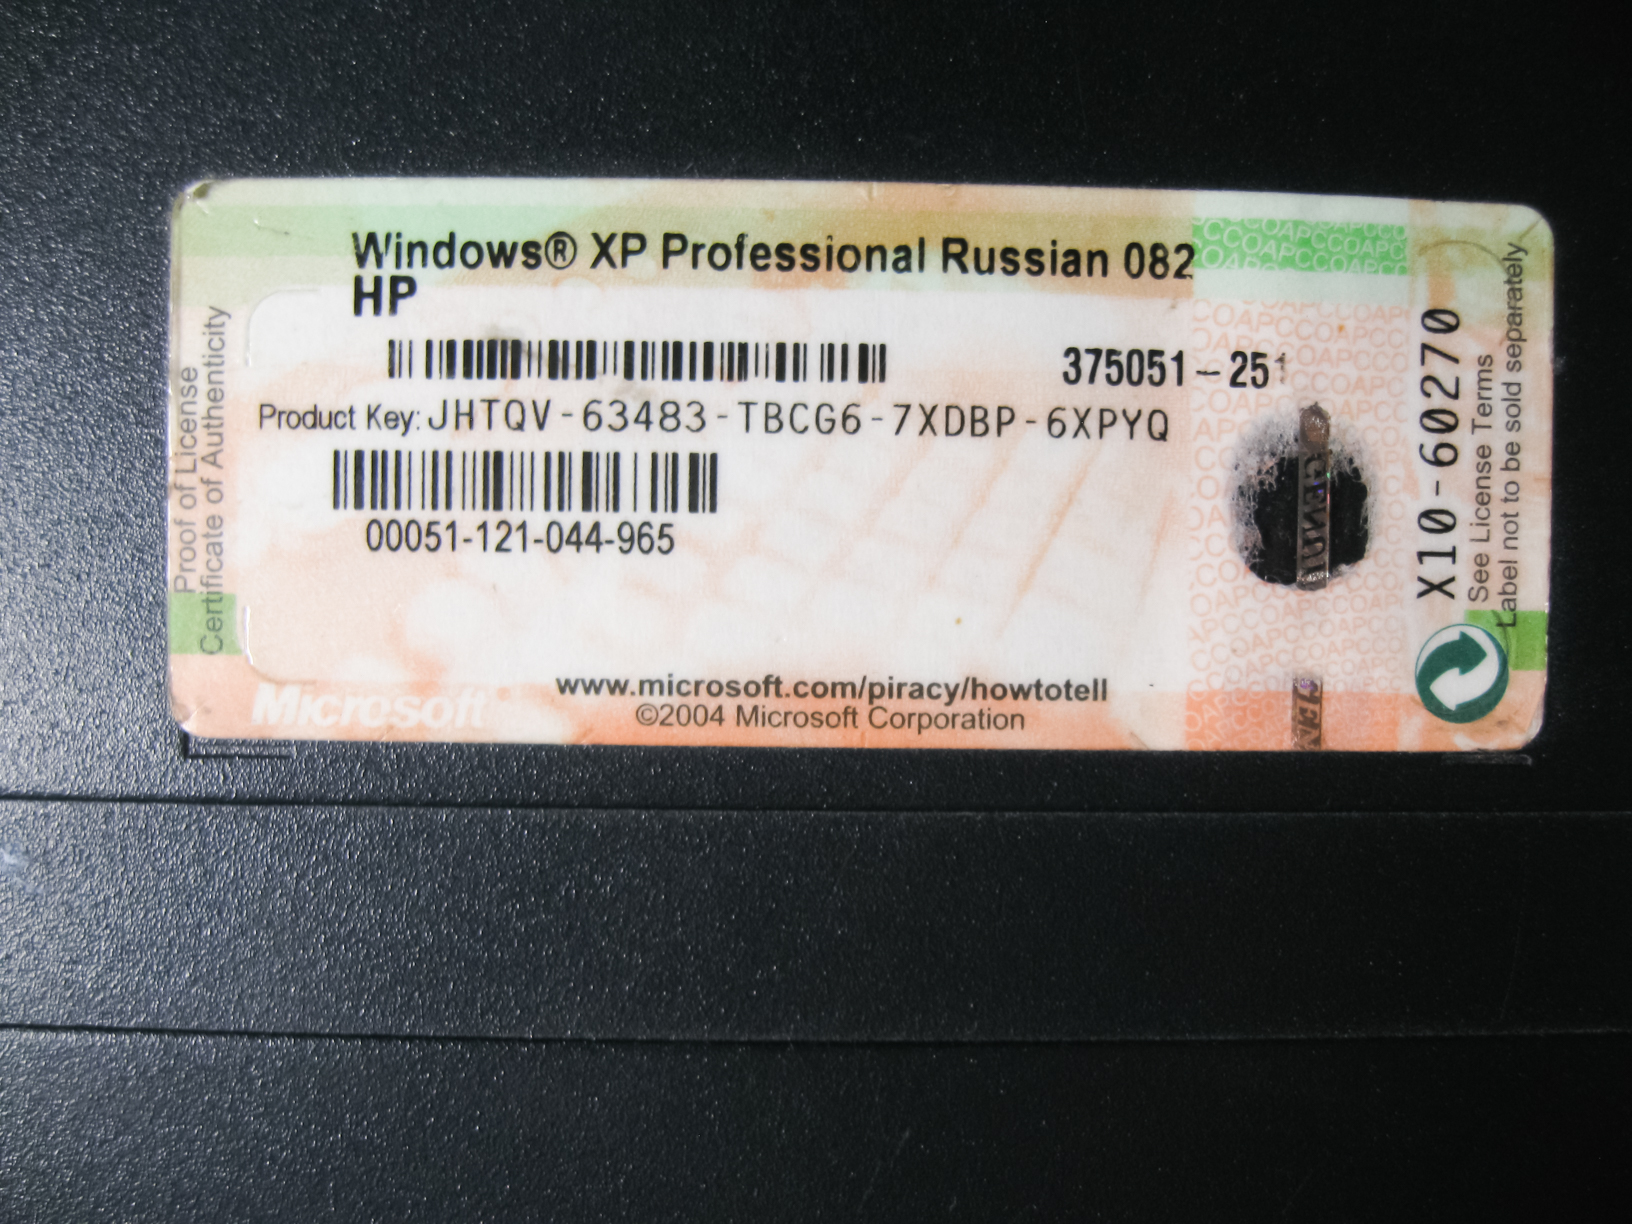 Windows® XP Professional Russian 082
HP
375051-251
Product Key: JHTQV-63483-TBCG6-7XDBP-6XPYQ
00051-121-044-965
www.microsoft.com/piracy/howtotell
©2004 Microsoft Corporation
Microsoft
Proof of License
Certificate of Authenticity
X10-60270
See License Terms
Label not to be sold separately